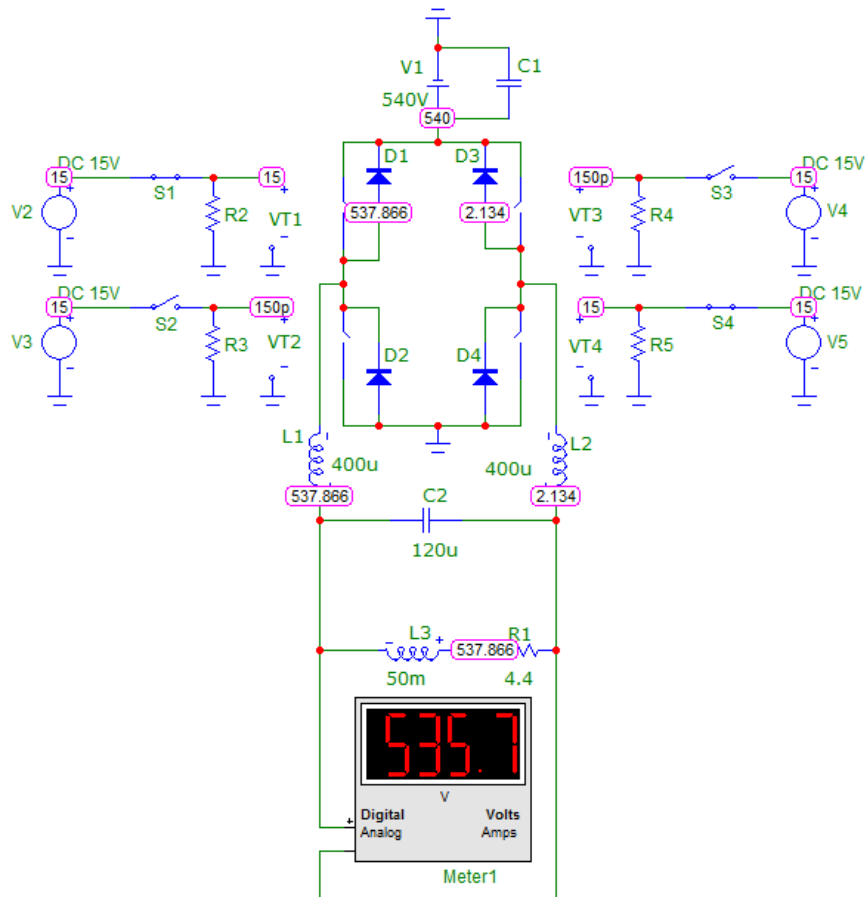 V1
C1
540V
540
D1
D3
DC 15V
15
S1
15
V2
R2
VT1
537.866
2.134
150p
S3
DC 15V
15
VT3
R4
V4
DC 15V
15
S2
150p
V3
R3
VT2
D2
D4
15
S4
DC 15V
15
VT4
R5
V5
L1
400u
537.866
L2
400u
2.134
C2
120u
L3
537.866
R1
50m
4.4
535.7
V
Digital
Volts
Analog
Amps
Meter1